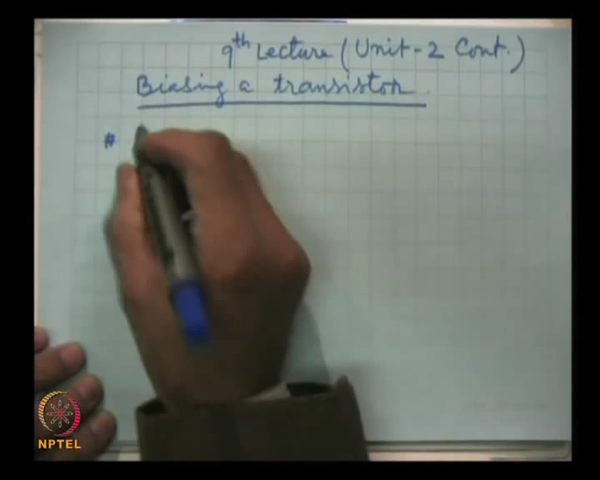 9th Lecture (Unit-2 Cont.)
Biasing a transistor
#
NPTEL